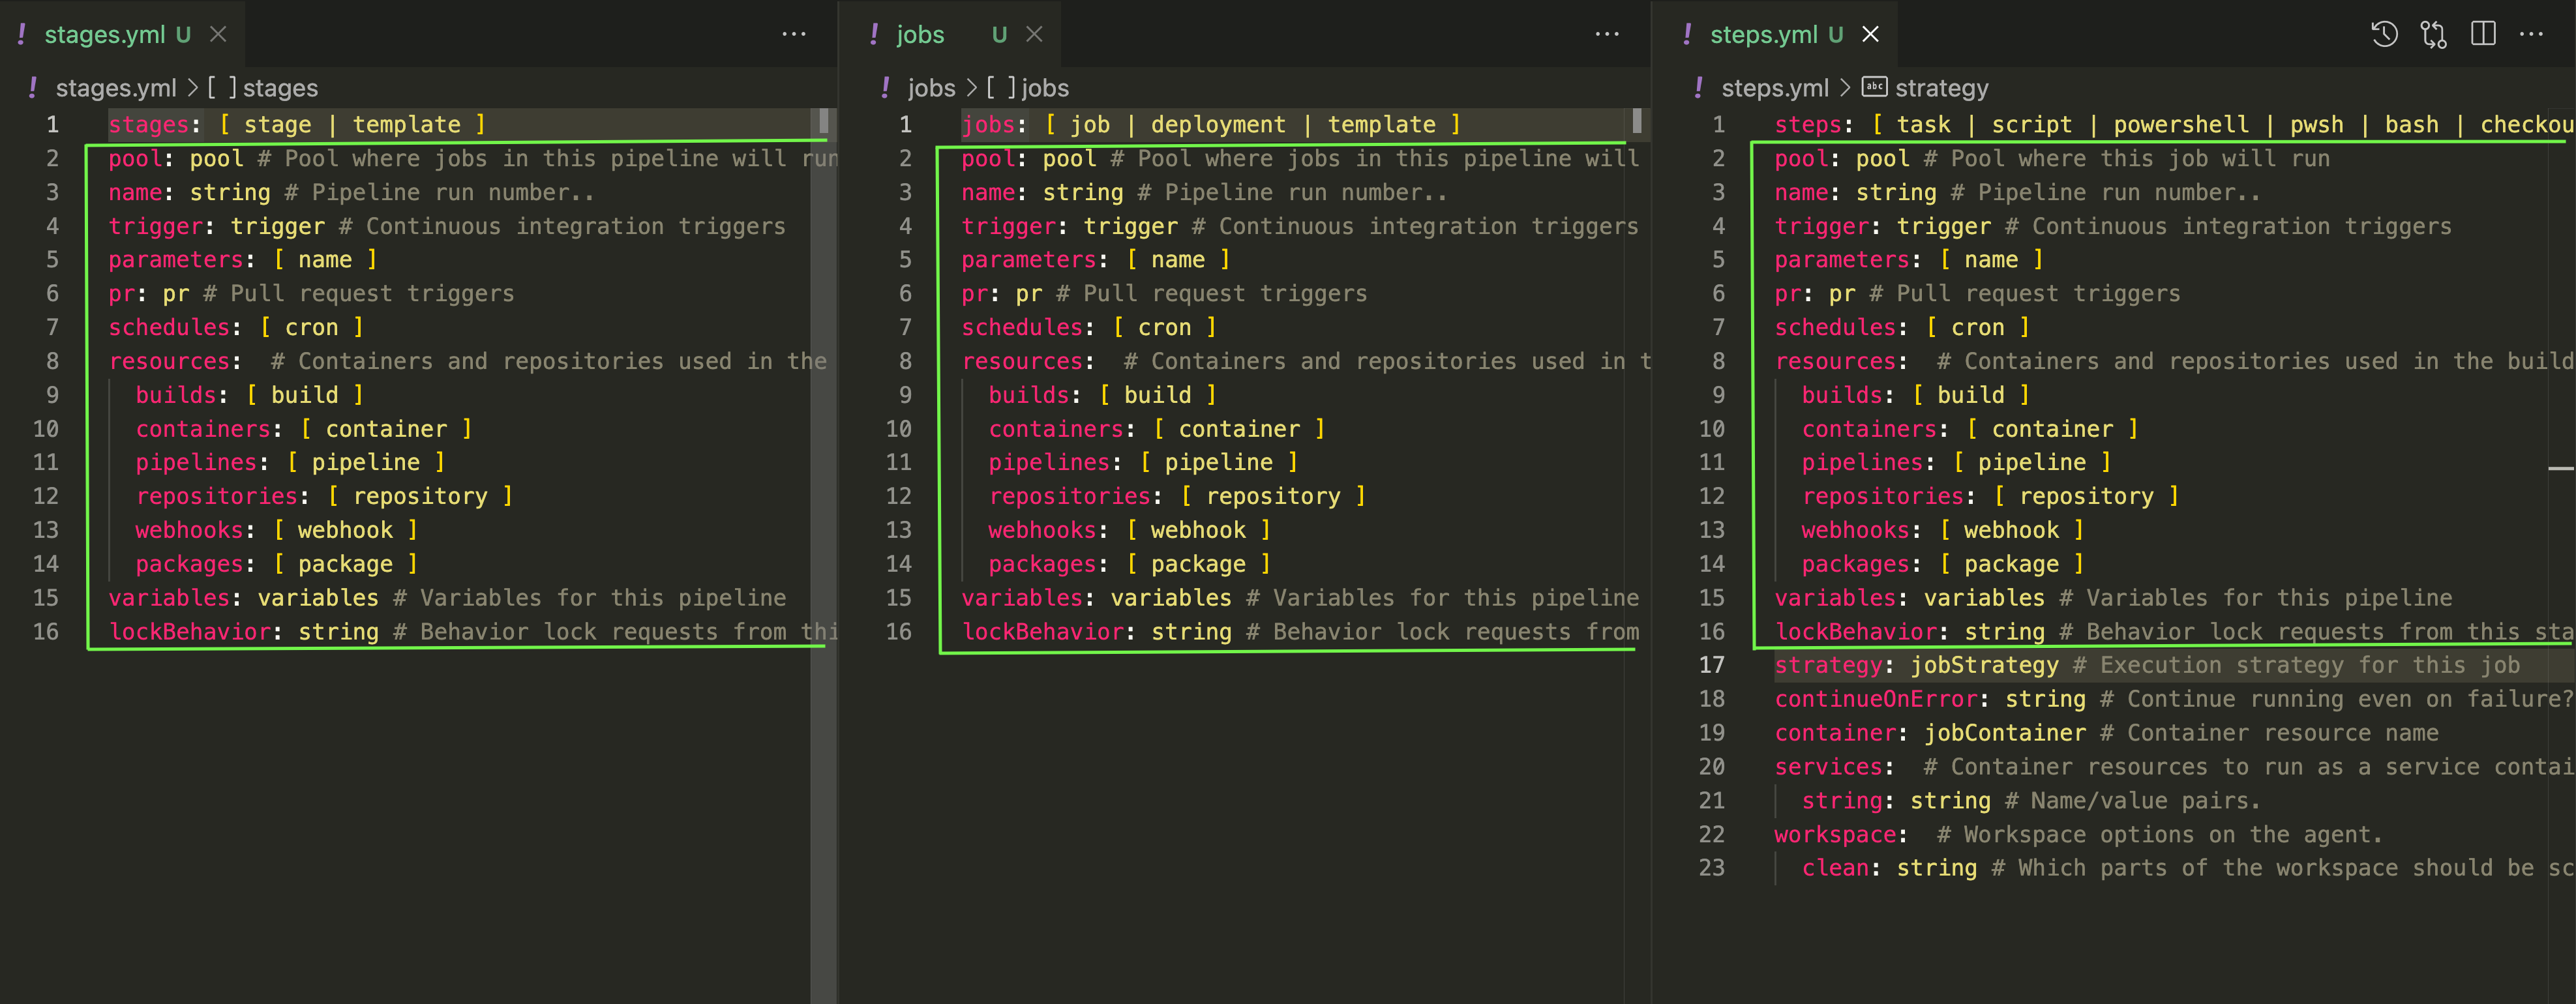 stages.yml U
stages.yml > [ ] stages
1 stages: [ stage | template ]
2 pool: pool # Pool where jobs in this pipeline will run
3 name: string # Pipeline run number..
4 trigger: trigger # Continuous integration triggers
5 parameters: [ name ]
6 pr: pr # Pull request triggers
7 schedules: [ cron ]
8 resources:  # Containers and repositories used in the
9 builds: [ build ]
10 containers: [ container ]
11 pipelines: [ pipeline ]
12 repositories: [ repository ]
13 webhooks: [ webhook ]
14 packages: [ package ]
15 variables: variables # Variables for this pipeline
16 lockBehavior: string # Behavior lock requests from thi
jobs U
jobs > [ ] jobs
1 jobs: [ job | deployment | template ]
2 pool: pool # Pool where jobs in this pipeline will
3 name: string # Pipeline run number..
4 trigger: trigger # Continuous integration triggers
5 parameters: [ name ]
6 pr: pr # Pull request triggers
7 schedules: [ cron ]
8 resources:  # Containers and repositories used in t
9 builds: [ build ]
10 containers: [ container ]
11 pipelines: [ pipeline ]
12 repositories: [ repository ]
13 webhooks: [ webhook ]
14 packages: [ package ]
15 variables: variables # Variables for this pipeline
16 lockBehavior: string # Behavior lock requests from
steps.yml U
steps.yml > abc strategy
1 steps: [ task | script | powershell | pwsh | bash | checkou
2 pool: pool # Pool where this job will run
3 name: string # Pipeline run number..
4 trigger: trigger # Continuous integration triggers
5 parameters: [ name ]
6 pr: pr # Pull request triggers
7 schedules: [ cron ]
8 resources:  # Containers and repositories used in the build
9 builds: [ build ]
10 containers: [ container ]
11 pipelines: [ pipeline ]
12 repositories: [ repository ]
13 webhooks: [ webhook ]
14 packages: [ package ]
15 variables: variables # Variables for this pipeline
16 lockBehavior: string # Behavior lock requests from this sta
17 strategy: jobStrategy # Execution strategy for this job
18 continueOnError: string # Continue running even on failure?
19 container: jobContainer # Container resource name
20 services:  # Container resources to run as a service contai
21 string: string # Name/value pairs.
22 workspace:  # Workspace options on the agent.
23 clean: string # Which parts of the workspace should be sc